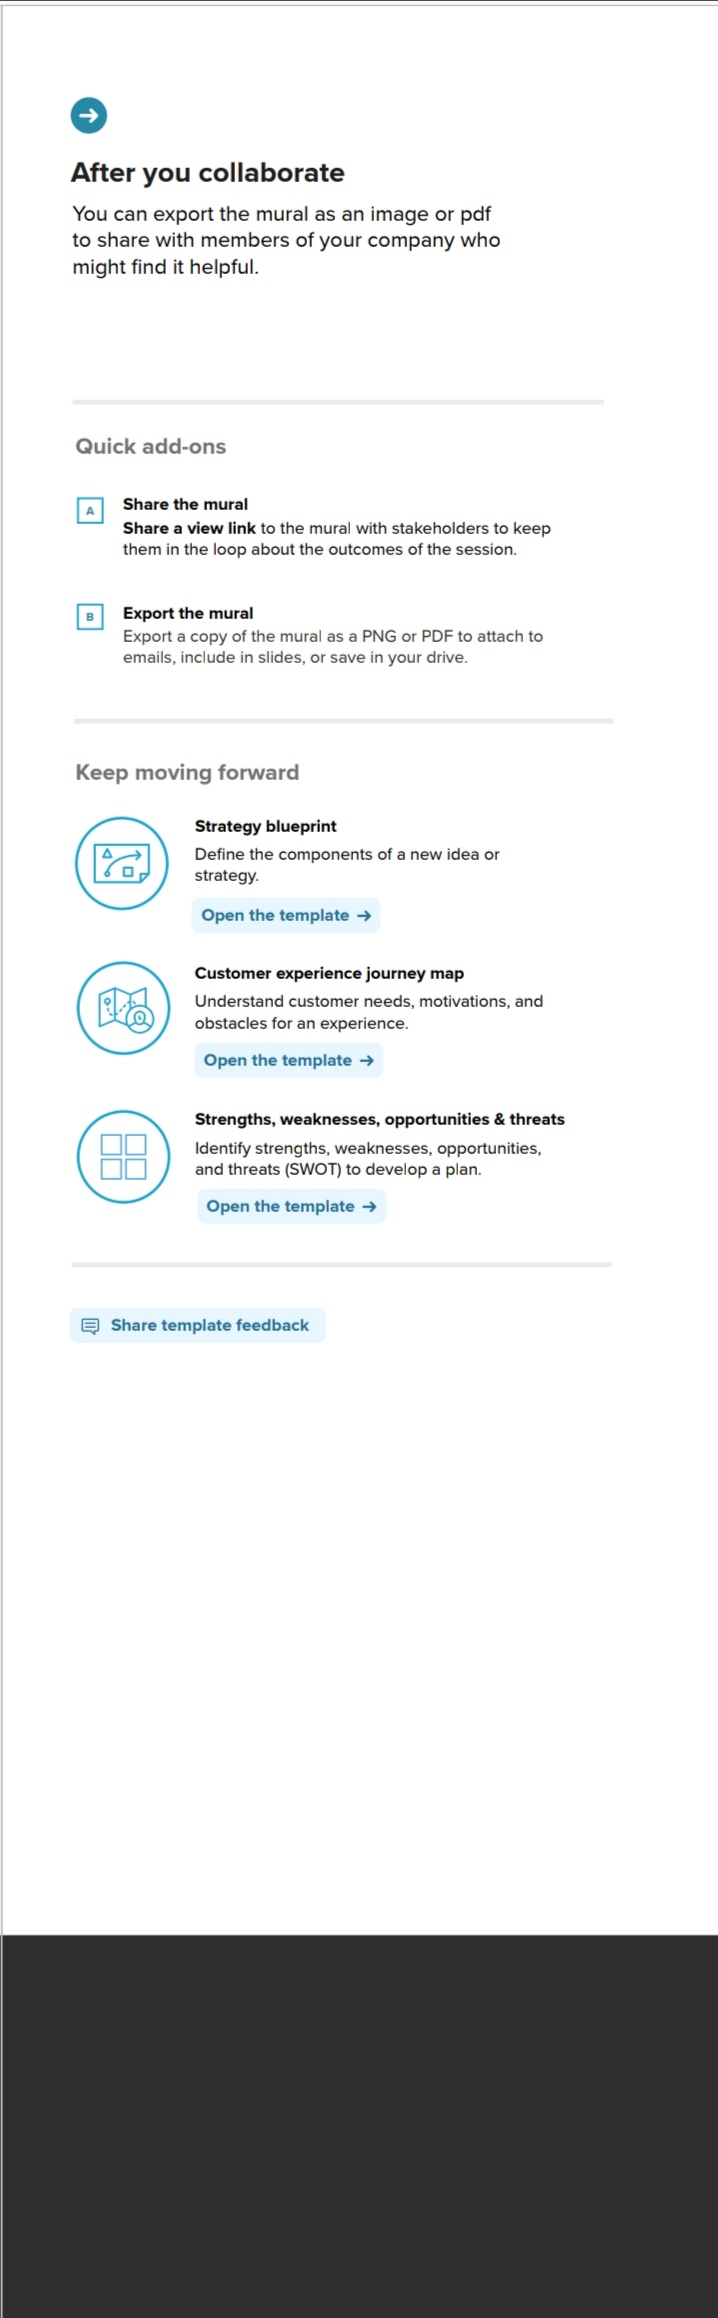 After you collaborate
You can export the mural as an image or pdf
to share with members of your company who
might find it helpful.
Quick add-ons
A
Share the mural
Share a view link to the mural with stakeholders to keep
them in the loop about the outcomes of the session.
B
Export the mural
Export a copy of the mural as a PNG or PDF to attach to
emails, include in slides, or save in your drive.
Keep moving forward
Strategy blueprint
Define the components of a new idea or
strategy.
Open the template →
Customer experience journey map
Understand customer needs, motivations, and
obstacles for an experience.
Open the template →
Strengths, weaknesses, opportunities & threats
Identify strengths, weaknesses, opportunities,
and threats (SWOT) to develop a plan.
Open the template →
Share template feedback